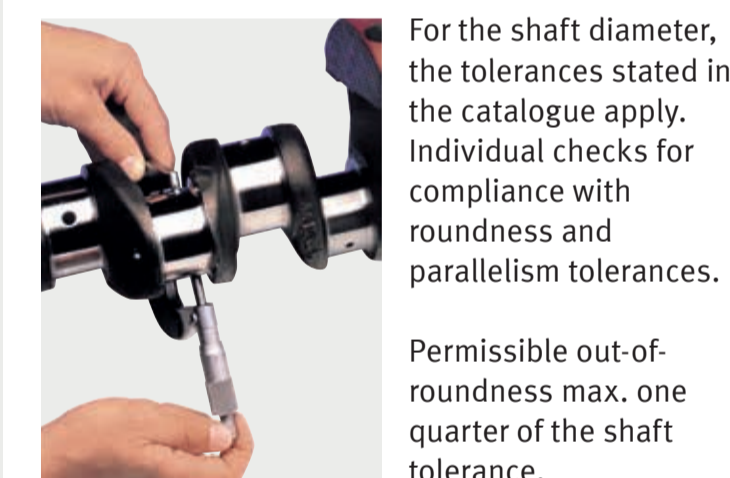 For the shaft diameter,
the tolerances stated in
the catalogue apply.
Individual checks for
compliance with
roundness and
parallelism tolerances.
Permissible out-of-
roundness max. one
quarter of the shaft
tolerance.